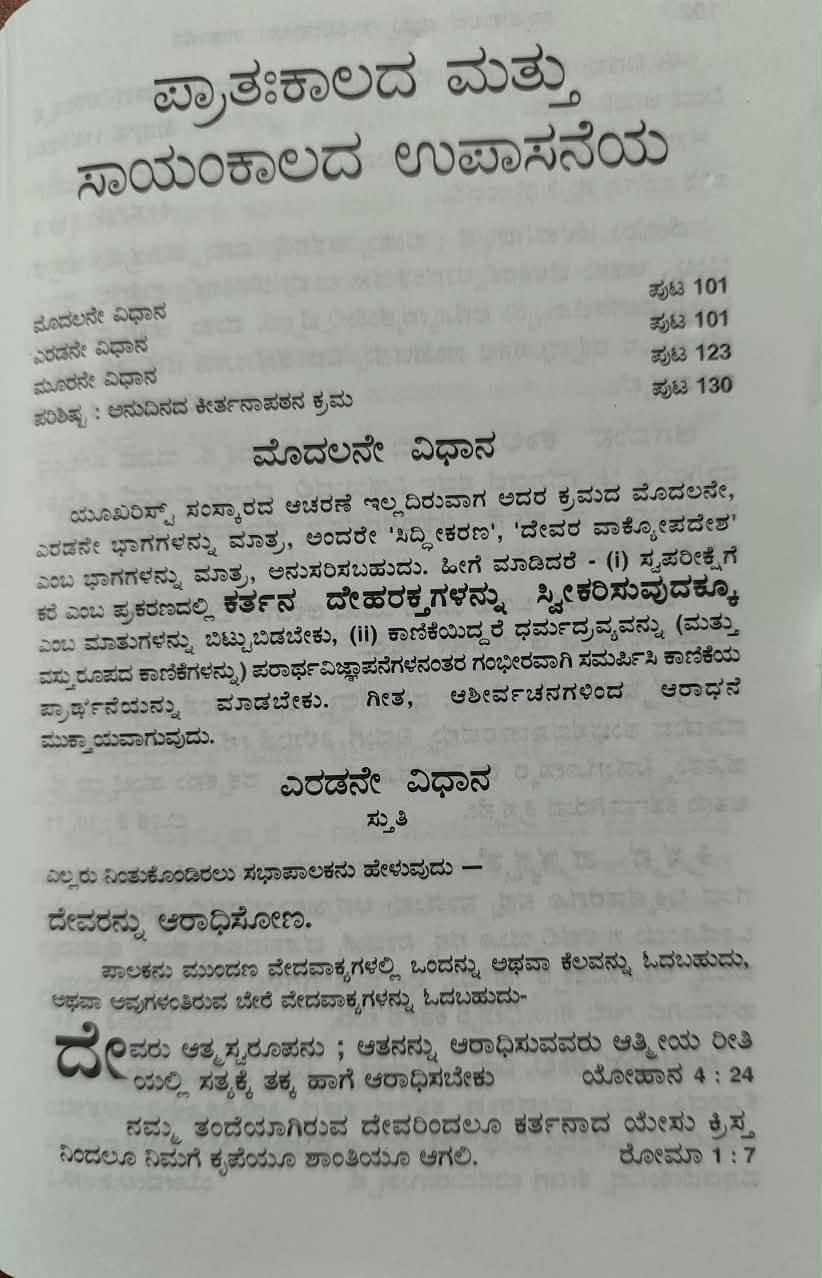 ಪ್ರಾತಃಕಾಲದ ಮತ್ತು
ಸಾಯಂಕಾಲದ ಉಪಾಸನೆಯ
ಮೊದಲನೇ ವಿಧಾನ ಪುಟ 101
ಎರಡನೇ ವಿಧಾನ ಪುಟ 101
ಮೂರನೇ ವಿಧಾನ ಪುಟ 123
ಪರಿಶಿಷ್ಟ : ಅನುದಿನದ ಕೀರ್ತನಾಪಠನ ಕ್ರಮ ಪುಟ 130
ಮೊದಲನೇ ವಿಧಾನ
ಯೂಖರಿಸ್ಟ್ ಸಂಸ್ಕಾರದ ಆಚರಣೆ ಇಲ್ಲದಿರುವಾಗ ಅದರ ಕ್ರಮದ ಮೊದಲನೇ,
ಎರಡನೇ ಭಾಗಗಳನ್ನು ಮಾತ್ರ, ಅಂದರೇ 'ಸಿದ್ಧೀಕರಣ', 'ದೇವರ ವಾಕ್ಯೋಪದೇಶ'
ಎಂಬ ಭಾಗಗಳನ್ನು ಮಾತ್ರ, ಅನುಸರಿಸಬಹುದು. ಹೀಗೆ ಮಾಡಿದರೆ - (i) ಸ್ವಪರೀಕ್ಷೆಗೆ
ಕರೆ ಎಂಬ ಪ್ರಕರಣದಲ್ಲಿ ಕರ್ತನ ದೇಹರಕ್ತಗಳನ್ನು ಸ್ವೀಕರಿಸುವುದಕ್ಕೂ
ಎಂಬ ಮಾತುಗಳನ್ನು ಬಿಟ್ಟುಬಿಡಬೇಕು, (ii) ಕಾಣಿಕೆಯಿದ್ದರೆ ಧರ್ಮದ್ರವ್ಯವನ್ನು (ಮತ್ತು
ವಸ್ತುರೂಪದ ಕಾಣಿಕೆಗಳನ್ನು) ಪರಾರ್ಥವಿಜ್ಞಾಪನೆಗಳನಂತರ ಗಂಭೀರವಾಗಿ ಸಮರ್ಪಿಸಿ ಕಾಣಿಕೆಯ
ಪ್ರಾರ್ಥನೆಯನ್ನು ಮಾಡಬೇಕು. ಗೀತ, ಆಶೀರ್ವಚನಗಳಿಂದ ಆರಾಧನೆ
ಮುಕ್ತಾಯವಾಗುವುದು.
ಎರಡನೇ ವಿಧಾನ
ಸ್ತುತಿ
ಎಲ್ಲರು ನಿಂತುಕೊಂಡಿರಲು ಸಭಾಪಾಲಕನು ಹೇಳುವುದು —
ದೇವರನ್ನು ಆರಾಧಿಸೋಣ.
ಪಾಲಕನು ಮುಂದಣ ವೇದವಾಕ್ಯಗಳಲ್ಲಿ ಒಂದನ್ನು ಅಥವಾ ಕೆಲವನ್ನು ಓದಬಹುದು,
ಅಥವಾ ಅವುಗಳಂತಿರುವ ಬೇರೆ ವೇದವಾಕ್ಯಗಳನ್ನು ಓದಬಹುದು-
ದೇವರು ಆತ್ಮಸ್ವರೂಪನು ; ಆತನನ್ನು ಆರಾಧಿಸುವವರು ಆತ್ಮೀಯ ರೀತಿ
ಯಲ್ಲಿ ಸತ್ಯಕ್ಕೆ ತಕ್ಕ ಹಾಗೆ ಆರಾಧಿಸಬೇಕು ಯೋಹಾನ 4 : 24
ನಮ್ಮ ತಂದೆಯಾಗಿರುವ ದೇವರಿಂದಲೂ ಕರ್ತನಾದ ಯೇಸು ಕ್ರಿಸ್ತ
ನಿಂದಲೂ ನಿಮಗೆ ಕೃಪೆಯೂ ಶಾಂತಿಯೂ ಆಗಲಿ. ರೋಮಾ 1 : 7